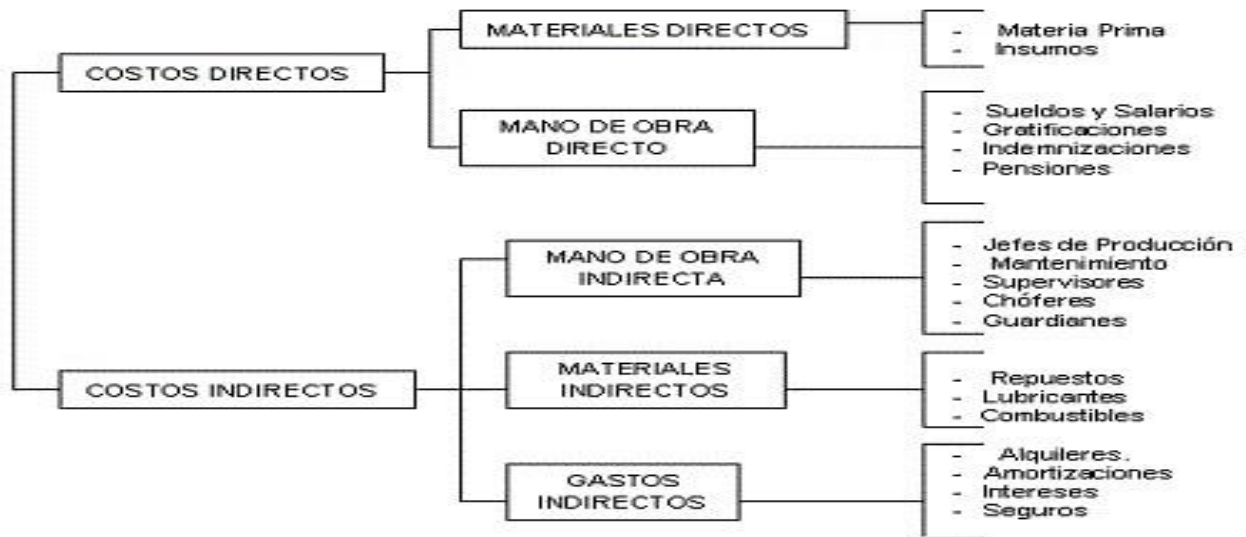 COSTOS DIRECTOS
MATERIALES DIRECTOS
- Materia Prima
- Insumos
MANO DE OBRA
DIRECTO
- Sueldos y Salarios
- Gratificaciones
- Indemnizaciones
- Pensiones
COSTOS INDIRECTOS
MANO DE OBRA
INDIRECTA
- Jefes de Producción
- Mantenimiento
- Supervisores
- Chóferes
- Guardianes
MATERIALES
INDIRECTOS
- Repuestos
- Lubricantes
- Combustibles
GASTOS
INDIRECTOS
- Alquileres.
- Amortizaciones
- Intereses
- Seguros